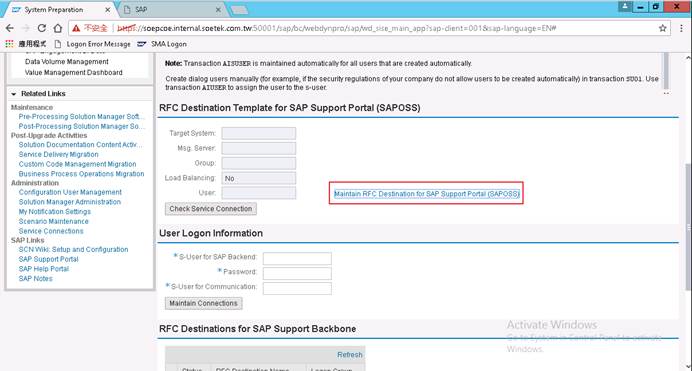 System Preparation
SAP
不安全
https://soepcoe.internal.soetek.com.tw:50001/sap/bc/webdynpro/sap/wd_sise_main_app?sap-client=001&sap-language=EN#
應用程式
Logon Error Message
SMA Logon
Data Volume Management
Value Management Dashboard
Related Links
Maintenance
Pre-Processing Solution Manager Soft...
Post-Processing Solution Manager So...
Post-Upgrade Activities
Solution Documentation Content Activ...
Service Delivery Migration
Custom Code Management Migration
Business Process Operations Migration
Administration
Configuration User Management
Solution Manager Administration
My Notification Settings
Scenario Maintenance
Service Connections
SAP Links
SCN Wiki: Setup and Configuration
SAP Support Portal
SAP Help Portal
SAP Notes
Note: Transaction AISUSER is maintained automatically for all users that are created automatically.
Create dialog users manually (for example, if the security regulations of your company do not allow users to be created automatically) in transaction SU01. Use
transaction AIUSER to assign the user to the s-user.
RFC Destination Template for SAP Support Portal (SAPOSS)
Target System:
Msg. Server:
Group:
Load Balancing: No
User:
Maintain RFC Destination for SAP Support Portal (SAPOSS)
Check Service Connection
User Logon Information
* S-User for SAP Backend:
* Password:
* S-User for Communication:
Maintain Connections
RFC Destinations for SAP Support Backbone
Refresh
Status
RFC Destination Name
Logon Group
Activate Windows
Go to System in Control Panel to activate
Windows.